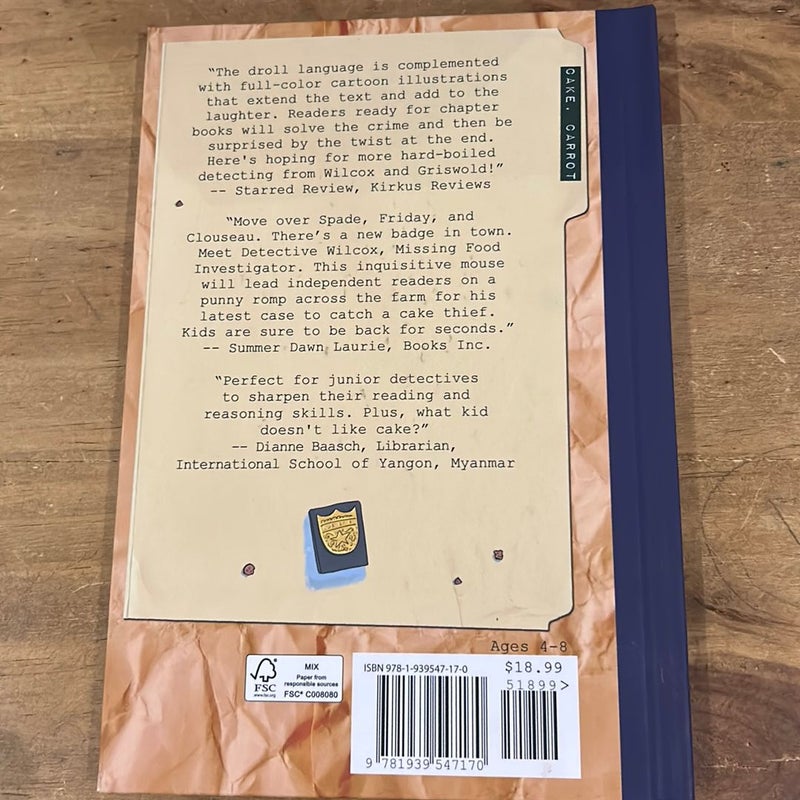 “The droll language is complemented
with full-color cartoon illustrations
that extend the text and add to the
laughter. Readers ready for chapter
books will solve the crime and then be
surprised by the twist at the end.
Here's hoping for more hard-boiled
detecting from Wilcox and Griswold!”
-- Starred Review, Kirkus Reviews
CAKE, CARROT
“Move over Spade, Friday, and
Clouseau. There’s a new badge in town.
Meet Detective Wilcox, Missing Food
Investigator. This inquisitive mouse
will lead independent readers on a
punny romp across the farm for his
latest case to catch a cake thief.
Kids are sure to be back for seconds.”
-- Summer Dawn Laurie, Books Inc.
“Perfect for junior detectives
to sharpen their reading and
reasoning skills. Plus, what kid
doesn't like cake?”
-- Dianne Baasch, Librarian,
International School of Yangon, Myanmar
Ages 4-8
FSC
www.fsc.org
MIX
Paper from
responsible sources
FSC® C008080
ISBN 978-1-939547-17-0
$18.99
51899>
9 781939 547170